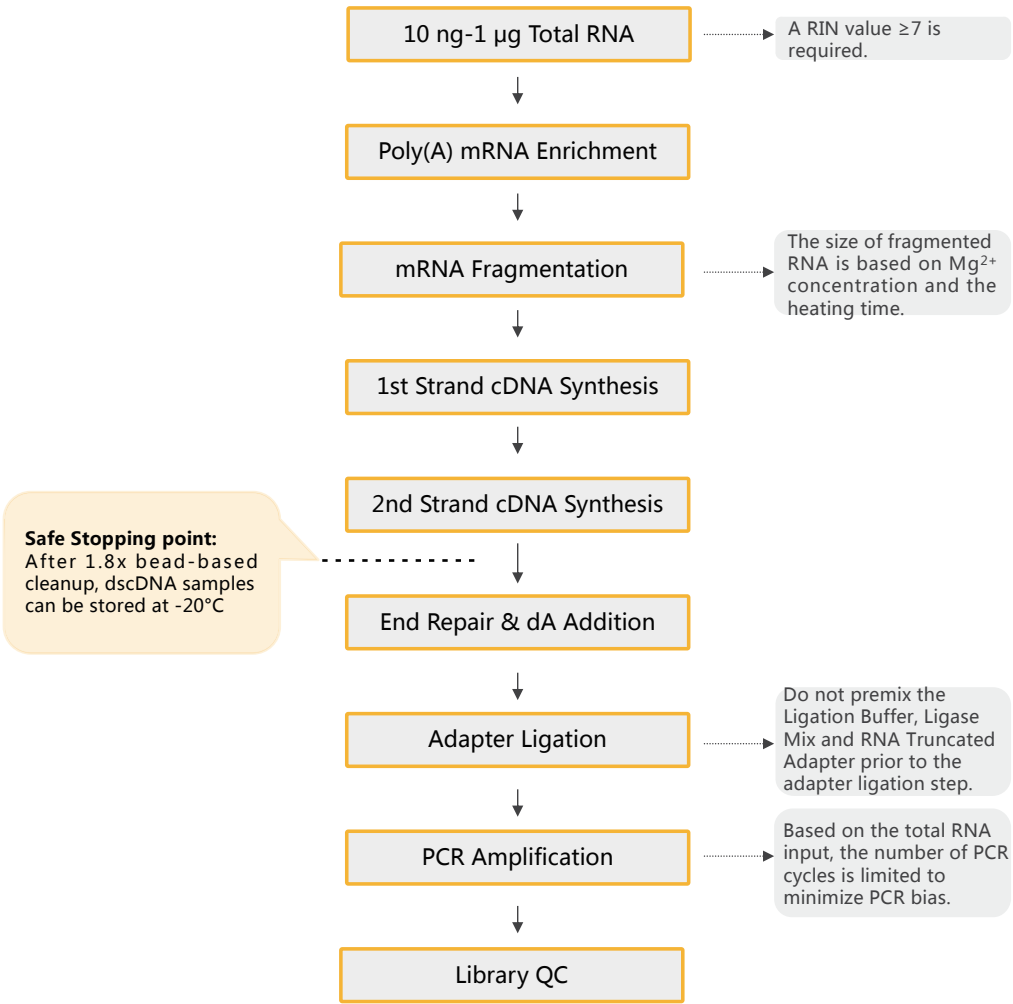 10 ng-1 μg Total RNA
A RIN value ≥7 is
required.
Poly(A) mRNA Enrichment
mRNA Fragmentation
The size of fragmented
RNA is based on Mg²⁺
concentration and the
heating time.
1st Strand cDNA Synthesis
2nd Strand cDNA Synthesis
Safe Stopping point:
After 1.8x bead-based
cleanup, dscDNA samples
can be stored at -20°C
End Repair & dA Addition
Adapter Ligation
Do not premix the
Ligation Buffer, Ligase
Mix and RNA Truncated
Adapter prior to the
adapter ligation step.
PCR Amplification
Based on the total RNA
input, the number of PCR
cycles is limited to
minimize PCR bias.
Library QC